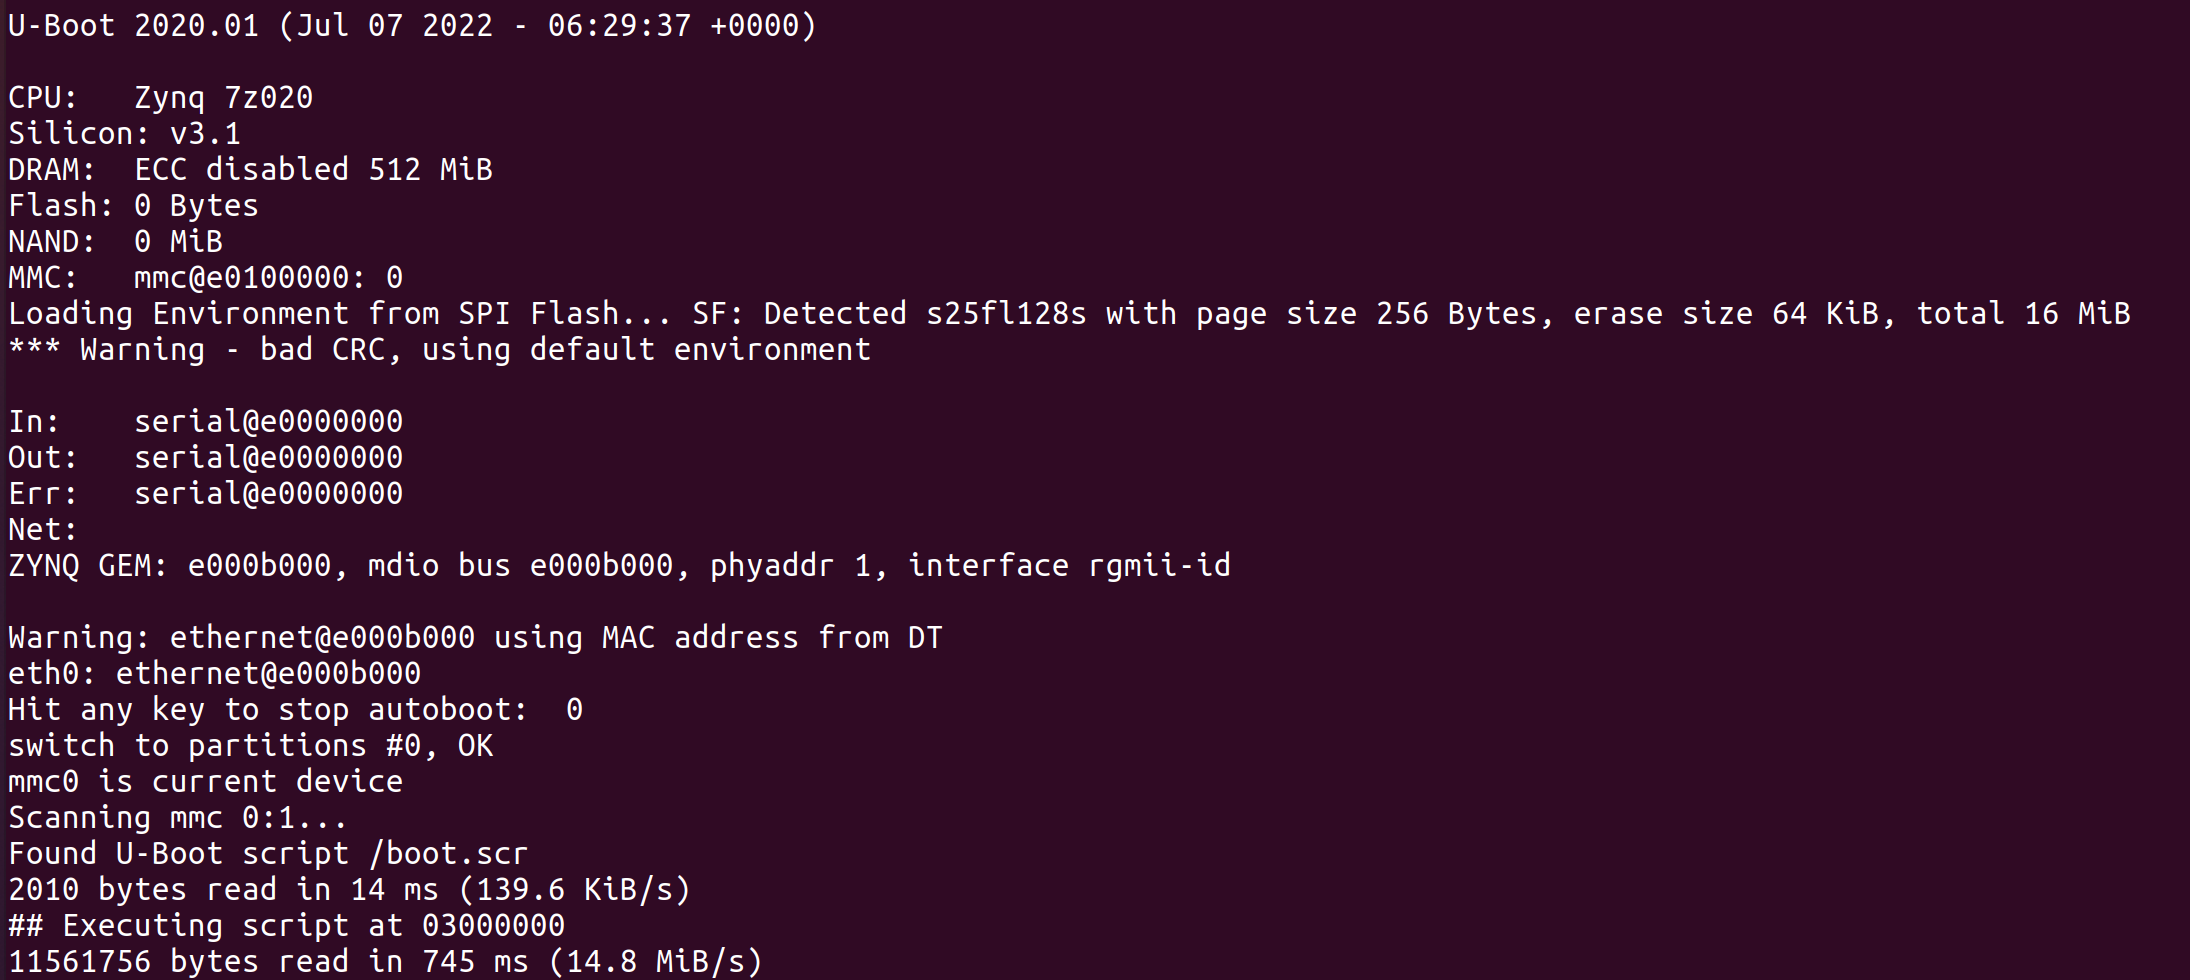 U-Boot 2020.01 (Jul 07 2022 - 06:29:37 +0000)
CPU:   Zynq 7z020
Silicon: v3.1
DRAM:  ECC disabled 512 MiB
Flash: 0 Bytes
NAND:  0 MiB
MMC:   mmc@e0100000: 0
Loading Environment from SPI Flash... SF: Detected s25fl128s with page size 256 Bytes, erase size 64 KiB, total 16 MiB
*** Warning - bad CRC, using default environment
In:    serial@e0000000
Out:   serial@e0000000
Err:   serial@e0000000
Net:
ZYNQ GEM: e000b000, mdio bus e000b000, phyaddr 1, interface rgmii-id
Warning: ethernet@e000b000 using MAC address from DT
eth0: ethernet@e000b000
Hit any key to stop autoboot:  0
switch to partitions #0, OK
mmc0 is current device
Scanning mmc 0:1...
Found U-Boot script /boot.scr
2010 bytes read in 14 ms (139.6 KiB/s)
## Executing script at 03000000
11561756 bytes read in 745 ms (14.8 MiB/s)